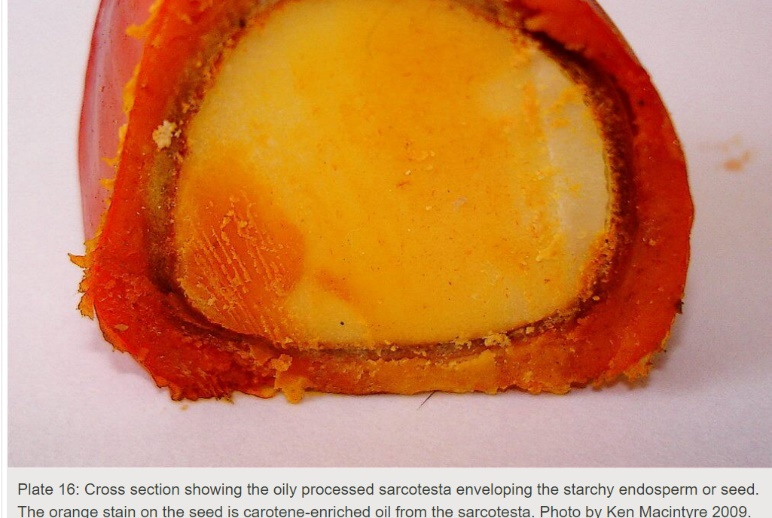 Plate 16: Cross section showing the oily processed sarcotesta enveloping the starchy endosperm or seed.
The orange stain on the seed is carotene-enriched oil from the sarcotesta. Photo by Ken Macintyre 2009.